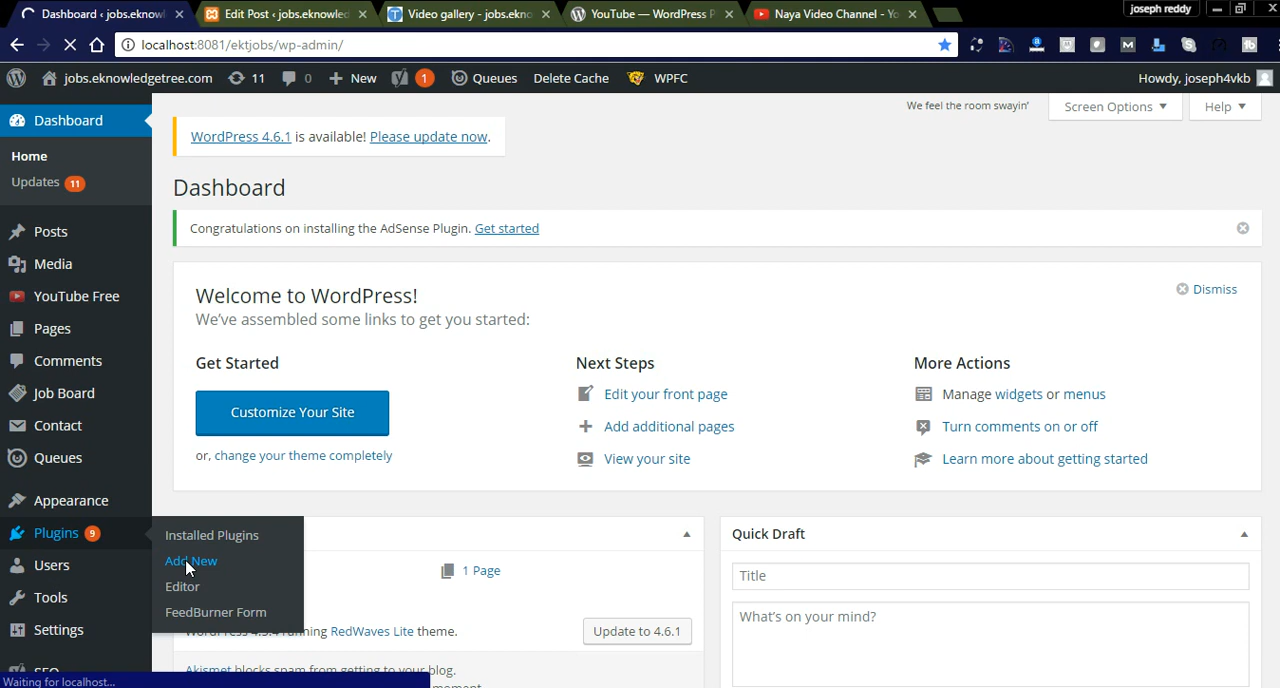 Dashboard ‹ jobs.eknowl
Edit Post ‹ jobs.eknowled
Video gallery - jobs.ekno
YouTube — WordPress P
Naya Video Channel - Yo
joseph reddy
localhost:8081/ektjobs/wp-admin/
jobs.eknowledgetree.com 11 0 New 1 Queues Delete Cache WPFC
Howdy, joseph4vkb
Dashboard
Home
Updates 11
Posts
Media
YouTube Free
Pages
Comments
Job Board
Contact
Queues
Appearance
Plugins 9
Users
Tools
Settings
SEO
Installed Plugins
Add New
Editor
FeedBurner Form
We feel the room swayin'
Screen Options
Help
WordPress 4.6.1 is available! Please update now.
Dashboard
Congratulations on installing the AdSense Plugin. Get started
Welcome to WordPress!
We've assembled some links to get you started:
Dismiss
Get Started
Customize Your Site
or, change your theme completely
Next Steps
Edit your front page
Add additional pages
View your site
More Actions
Manage widgets or menus
Turn comments on or off
Learn more about getting started
1 Page
running RedWaves Lite theme.
Update to 4.6.1
Akismet blocks spam from getting to your blog.
Quick Draft
Title
What's on your mind?
Waiting for localhost...